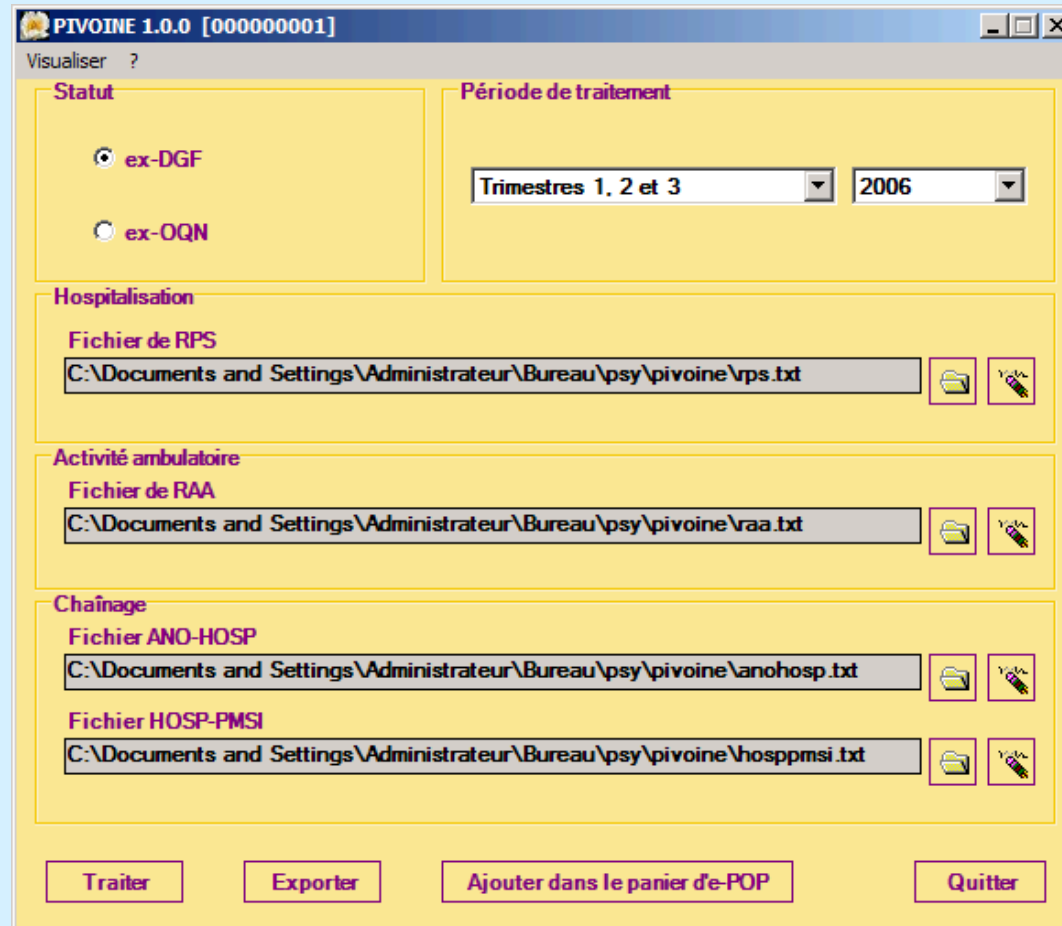 PIVOINE 1.0.0 [000000001]
Visualiser ?
Statut
Période de traitement
ex-DGF
Trimestres 1, 2 et 3 2006
ex-OQN
Hospitalisation
Fichier de RPS
C:\Documents and Settings\Administrateur\Bureau\psy\pivoine\rps.txt
Activité ambulatoire
Fichier de RAA
C:\Documents and Settings\Administrateur\Bureau\psy\pivoine\raa.txt
Chaînage
Fichier ANO-HOSP
C:\Documents and Settings\Administrateur\Bureau\psy\pivoine\anohosp.txt
Fichier HOSP-PMSI
C:\Documents and Settings\Administrateur\Bureau\psy\pivoine\hosppmsi.txt
Traiter Exporter Ajouter dans le panier d'e-POP Quitter